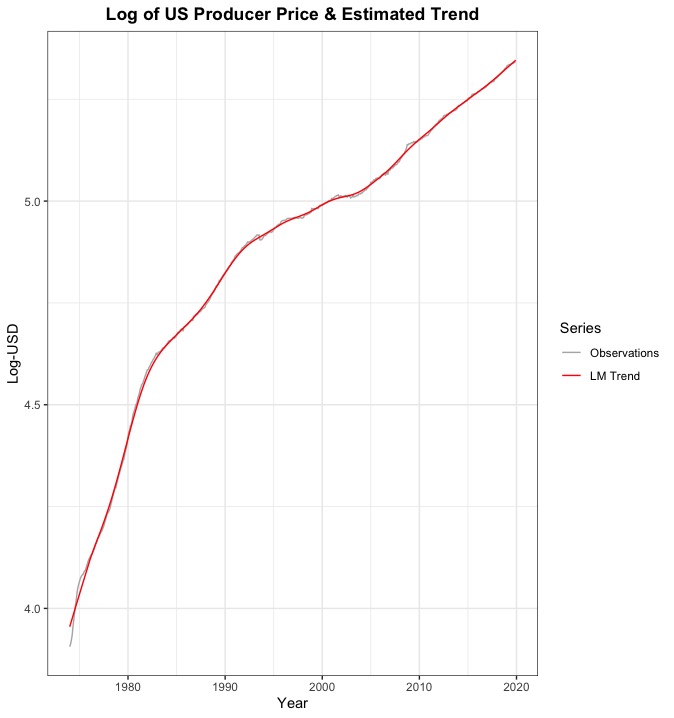 Log of US Producer Price & Estimated Trend
Log-USD
5.0
4.5
4.0
1980 1990 2000 2010 2020
Year
Series
Observations
LM Trend